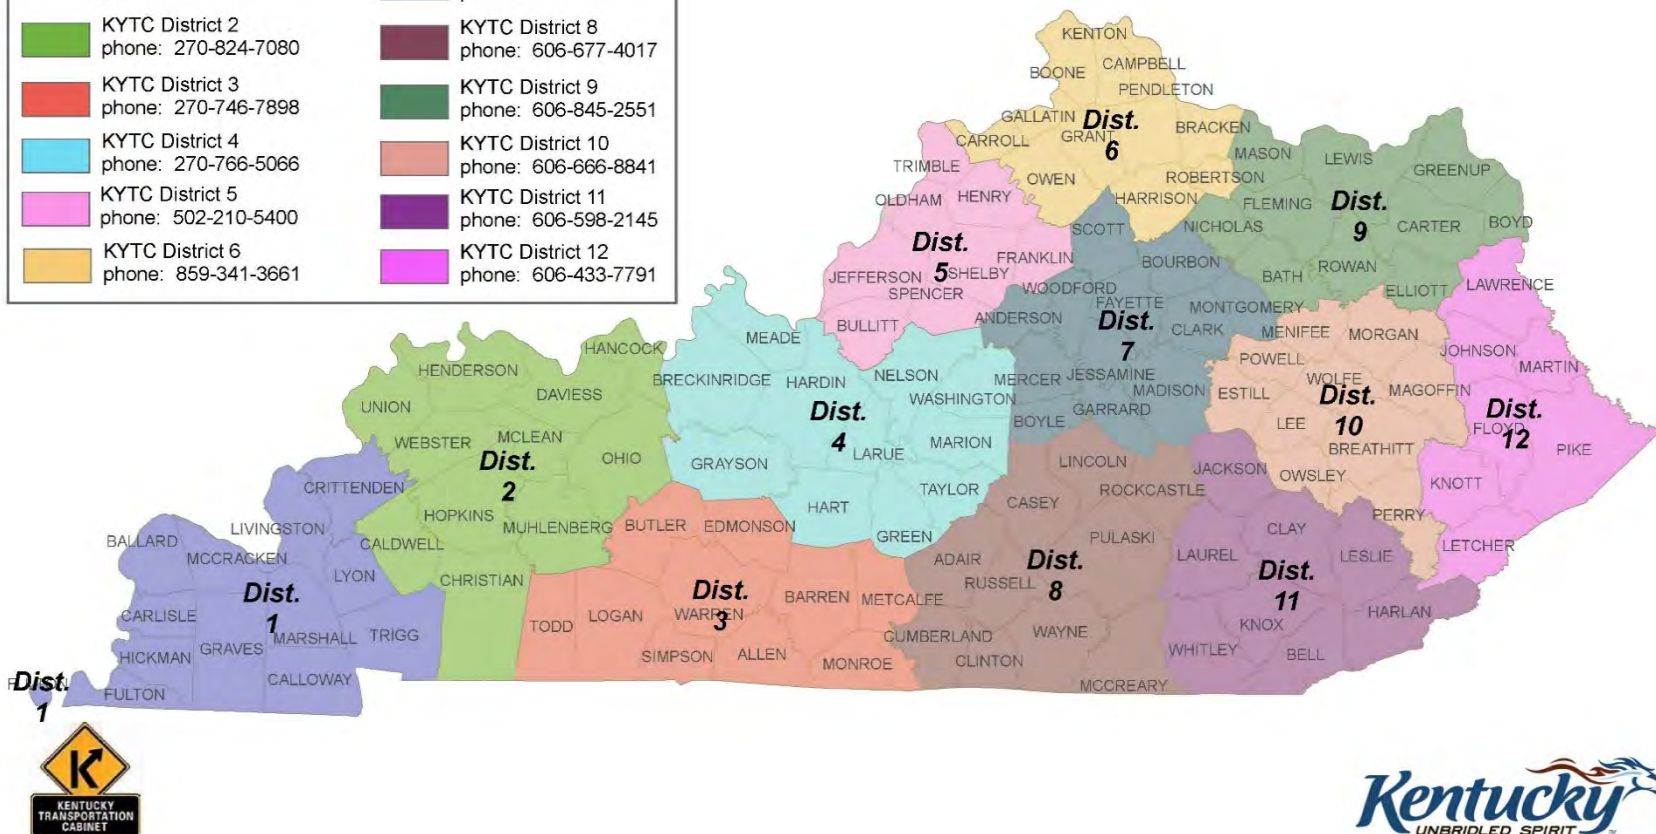 KYTC District 2
phone: 270-824-7080
KYTC District 3
phone: 270-746-7898
KYTC District 4
phone: 270-766-5066
KYTC District 5
phone: 502-210-5400
KYTC District 6
phone: 859-341-3661
KYTC District 8
phone: 606-677-4017
KYTC District 9
phone: 606-845-2551
KYTC District 10
phone: 606-666-8841
KYTC District 11
phone: 606-598-2145
KYTC District 12
phone: 606-433-7791
KENTON
CAMPBELL
BOONE
PENDLETON
GALLATIN
Dist.
6
GRANT
BRACKEN
CARROLL
OWEN
ROBERTSON
HARRISON
MASON
LEWIS
GREENUP
FLEMING
Dist.
9
NICHOLAS
CARTER
BOYD
BATH
ROWAN
ELLIOTT
TRIMBLE
OLDHAM
HENRY
Dist.
5
SHELBY
FRANKLIN
JEFFERSON
SPENCER
BULLITT
SCOTT
BOURBON
WOODFORD
FAYETTE
MONTGOMERY
ANDERSON
Dist.
7
CLARK
MERCER
JESSAMINE
MADISON
BOYLE
GARRARD
LAWRENCE
JOHNSON
MARTIN
Dist.
12
FLOYD
PIKE
KNOTT
LETCHER
MENIFEE
MORGAN
POWELL
WOLFE
MAGOFFIN
ESTILL
Dist.
10
LEE
BREATHITT
OWSLEY
PERRY
MEADE
BRECKINRIDGE
HARDIN
NELSON
WASHINGTON
Dist.
4
MARION
LARUE
GRAYSON
TAYLOR
HART
GREEN
HANCOCK
HENDERSON
DAVIESS
UNION
WEBSTER
MCLEAN
OHIO
Dist.
2
HOPKINS
MUHLENBERG
CALDWELL
CHRISTIAN
CRITTENDEN
LIVINGSTON
BALLARD
MCCRACKEN
LYON
Dist.
1
CARLISLE
MARSHALL
TRIGG
GRAVES
HICKMAN
CALLOWAY
FULTON
Dist.
1
BUTLER
EDMONSON
Dist.
3
BARREN
METCALFE
TODD
LOGAN
WARREN
SIMPSON
ALLEN
MONROE
LINCOLN
CASEY
ROCKCASTLE
PULASKI
ADAIR
Dist.
8
RUSSELL
CUMBERLAND
WAYNE
CLINTON
MCCREARY
JACKSON
CLAY
LAUREL
LESLIE
Dist.
11
HARLAN
KNOX
WHITLEY
BELL
KENTUCKY
TRANSPORTATION
CABINET
Kentucky
UNBRIDLED SPIRIT